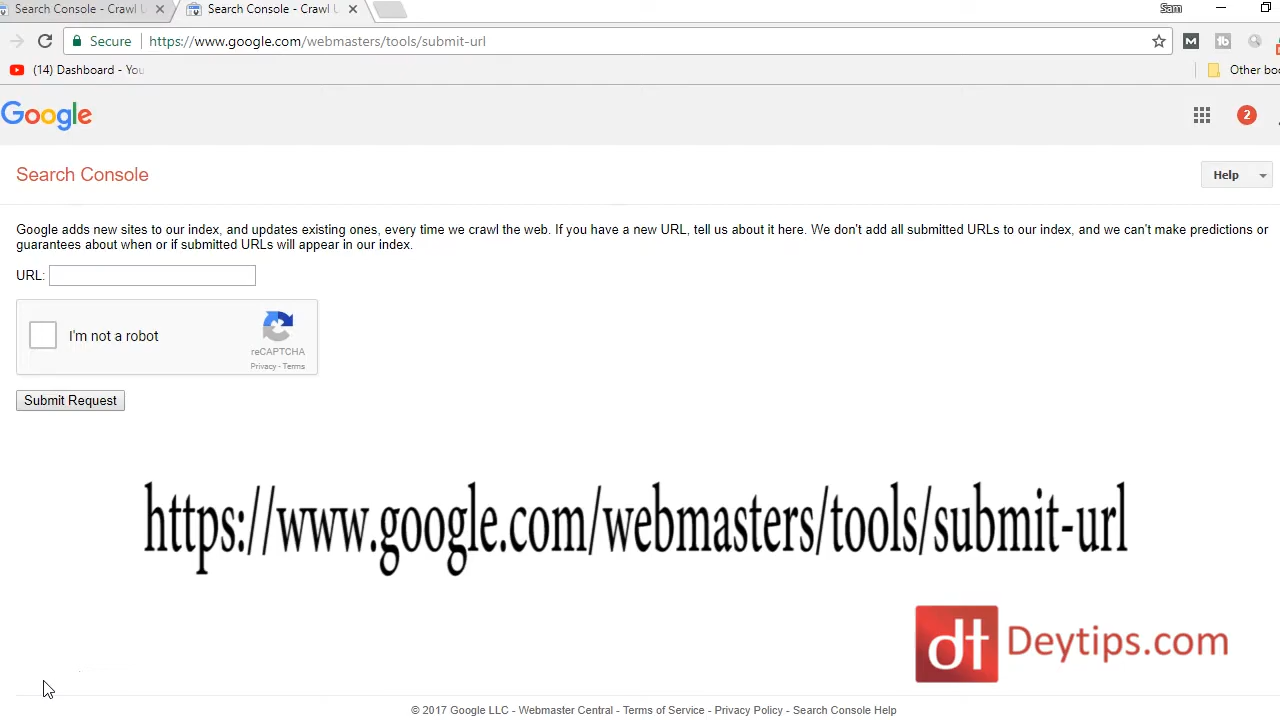 Search Console - Crawl U
Search Console - Crawl U
Sam
Secure
https://www.google.com/webmasters/tools/submit-url
M
tb
(14) Dashboard - You
Other boo
Google
2
Search Console
Help
Google adds new sites to our index, and updates existing ones, every time we crawl the web. If you have a new URL, tell us about it here. We don't add all submitted URLs to our index, and we can't make predictions or
guarantees about when or if submitted URLs will appear in our index.
URL:
I'm not a robot
reCAPTCHA
Privacy - Terms
Submit Request
https://www.google.com/webmasters/tools/submit-url
dt Deytips.com
© 2017 Google LLC - Webmaster Central - Terms of Service - Privacy Policy - Search Console Help